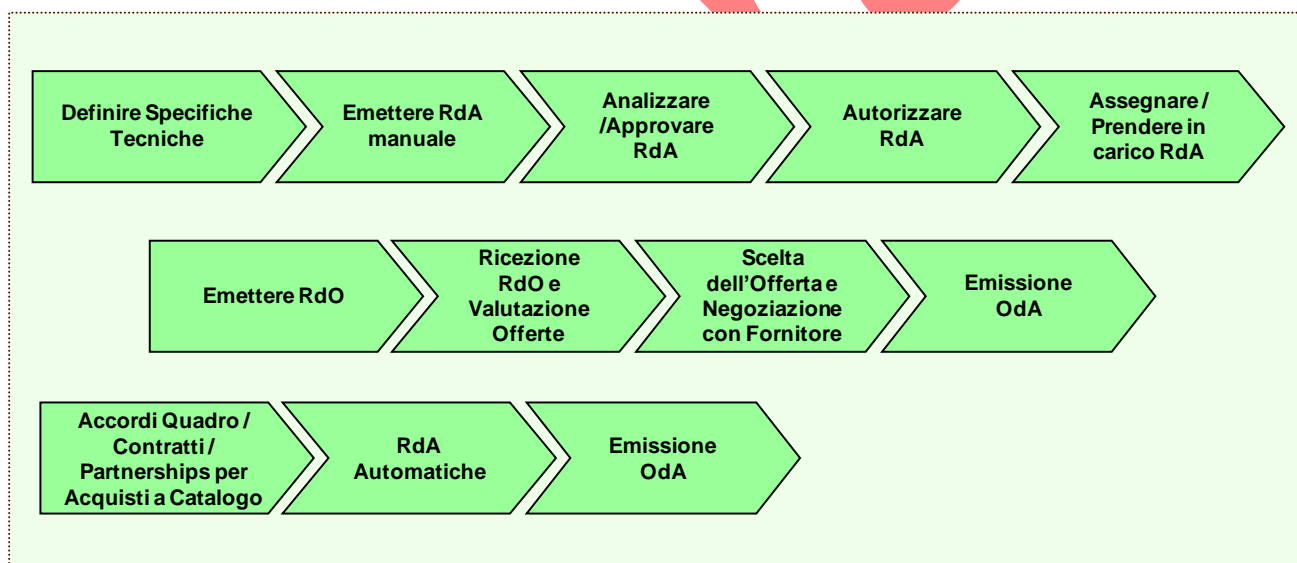 Definire Specifiche
Tecniche
Emettere RdA
manuale
Analizzare
/Approvare
RdA
Autorizzare
RdA
Assegnare /
Prendere in
carico RdA
Emettere RdO
Ricezione
RdO e
Valutazione
Offerte
Scelta
dell'Offerta e
Negoziazione
con Fornitore
Emissione
OdA
Accordi Quadro /
Contratti /
Partnerships per
Acquisti a Catalogo
RdA
Automatiche
Emissione
OdA